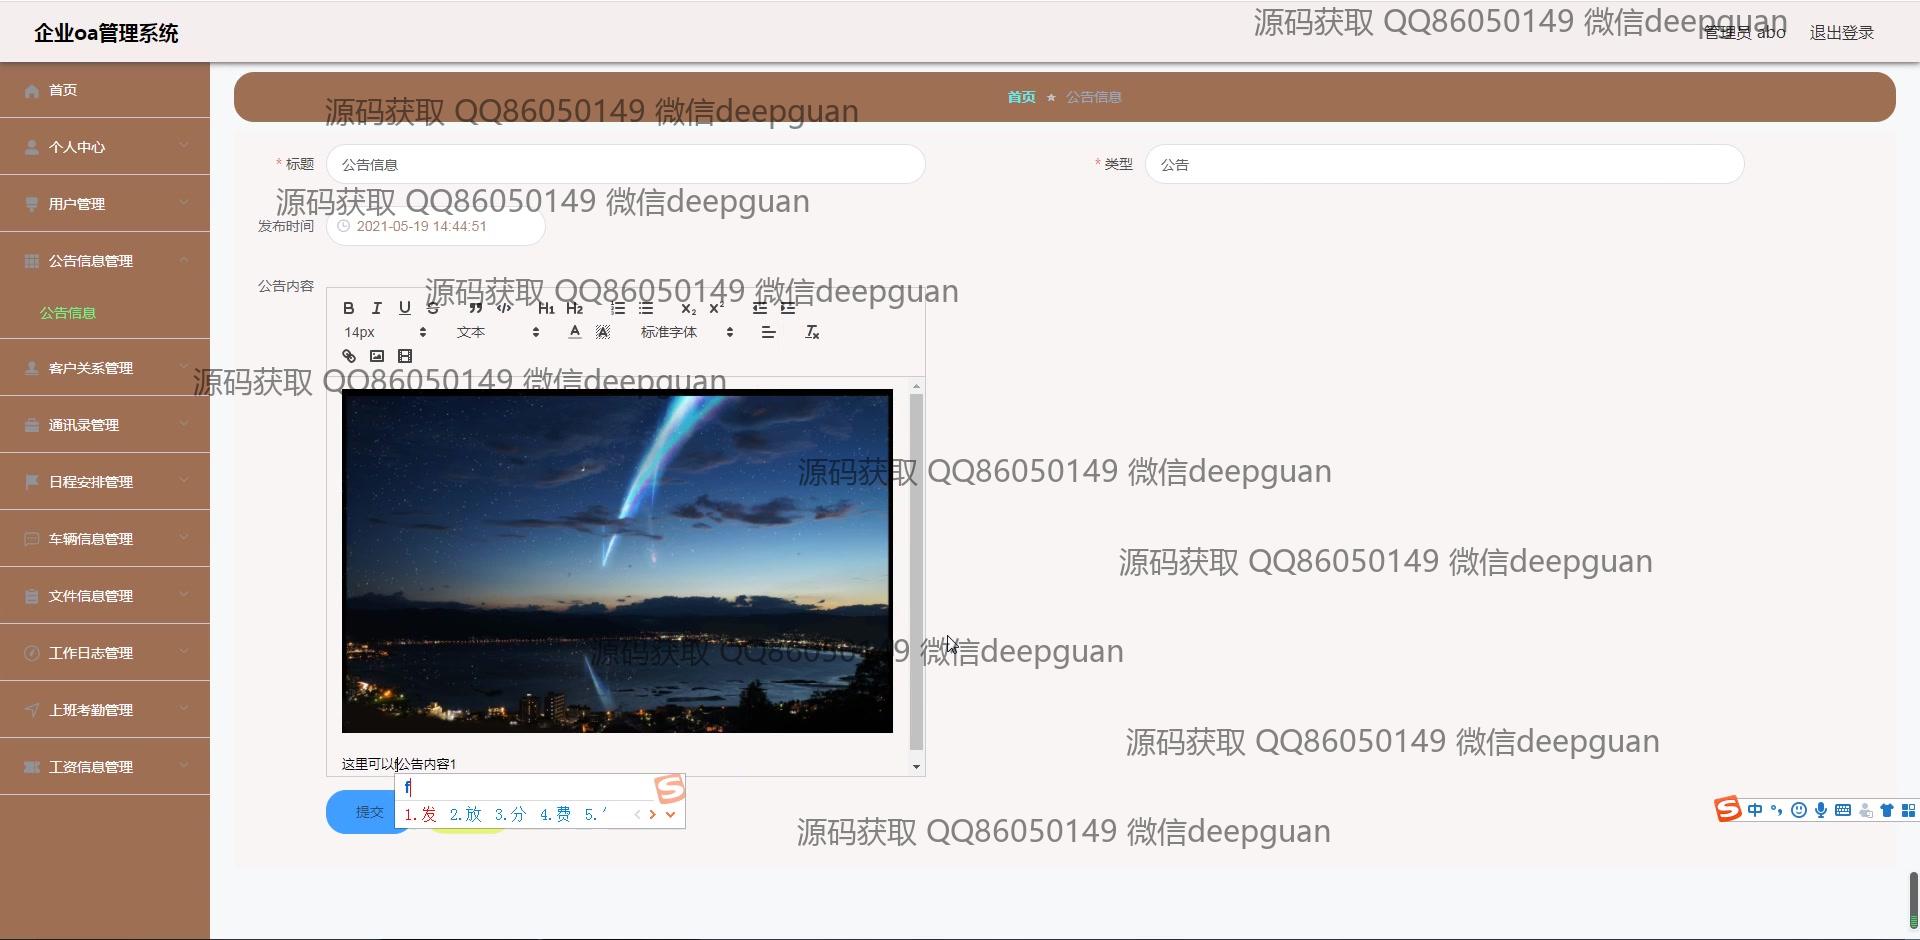 企业oa管理系统
源码获取 QQ86050149 微信deepguan
管理员 abo
退出登录
首页
个人中心
用户管理
公告信息管理
公告信息
客户关系管理
通讯录管理
日程安排管理
车辆信息管理
文件信息管理
工作日志管理
上班考勤管理
工资信息管理
首页 ★ 公告信息
源码获取 QQ86050149 微信deepguan
* 标题 公告信息
* 类型 公告
源码获取 QQ86050149 微信deepguan
发布时间 2021-05-19 14:44:51
公告内容
源码获取 QQ86050149 微信deepguan
B I U S ” </> H1 H2 X2 X2
14px 文本 A A 标准字体 Tx
源码获取 QQ86050149 微信deepguan
源码获取 QQ86050149 微信deepguan
源码获取 QQ86050149 微信deepguan
源码获取 QQ86050149 微信deepguan
源码获取 QQ86050149 微信deepguan
这里可以f公告内容1
f
提交
1.发 2.放 3.分 4.费 5.
S 中
源码获取 QQ86050149 微信deepguan